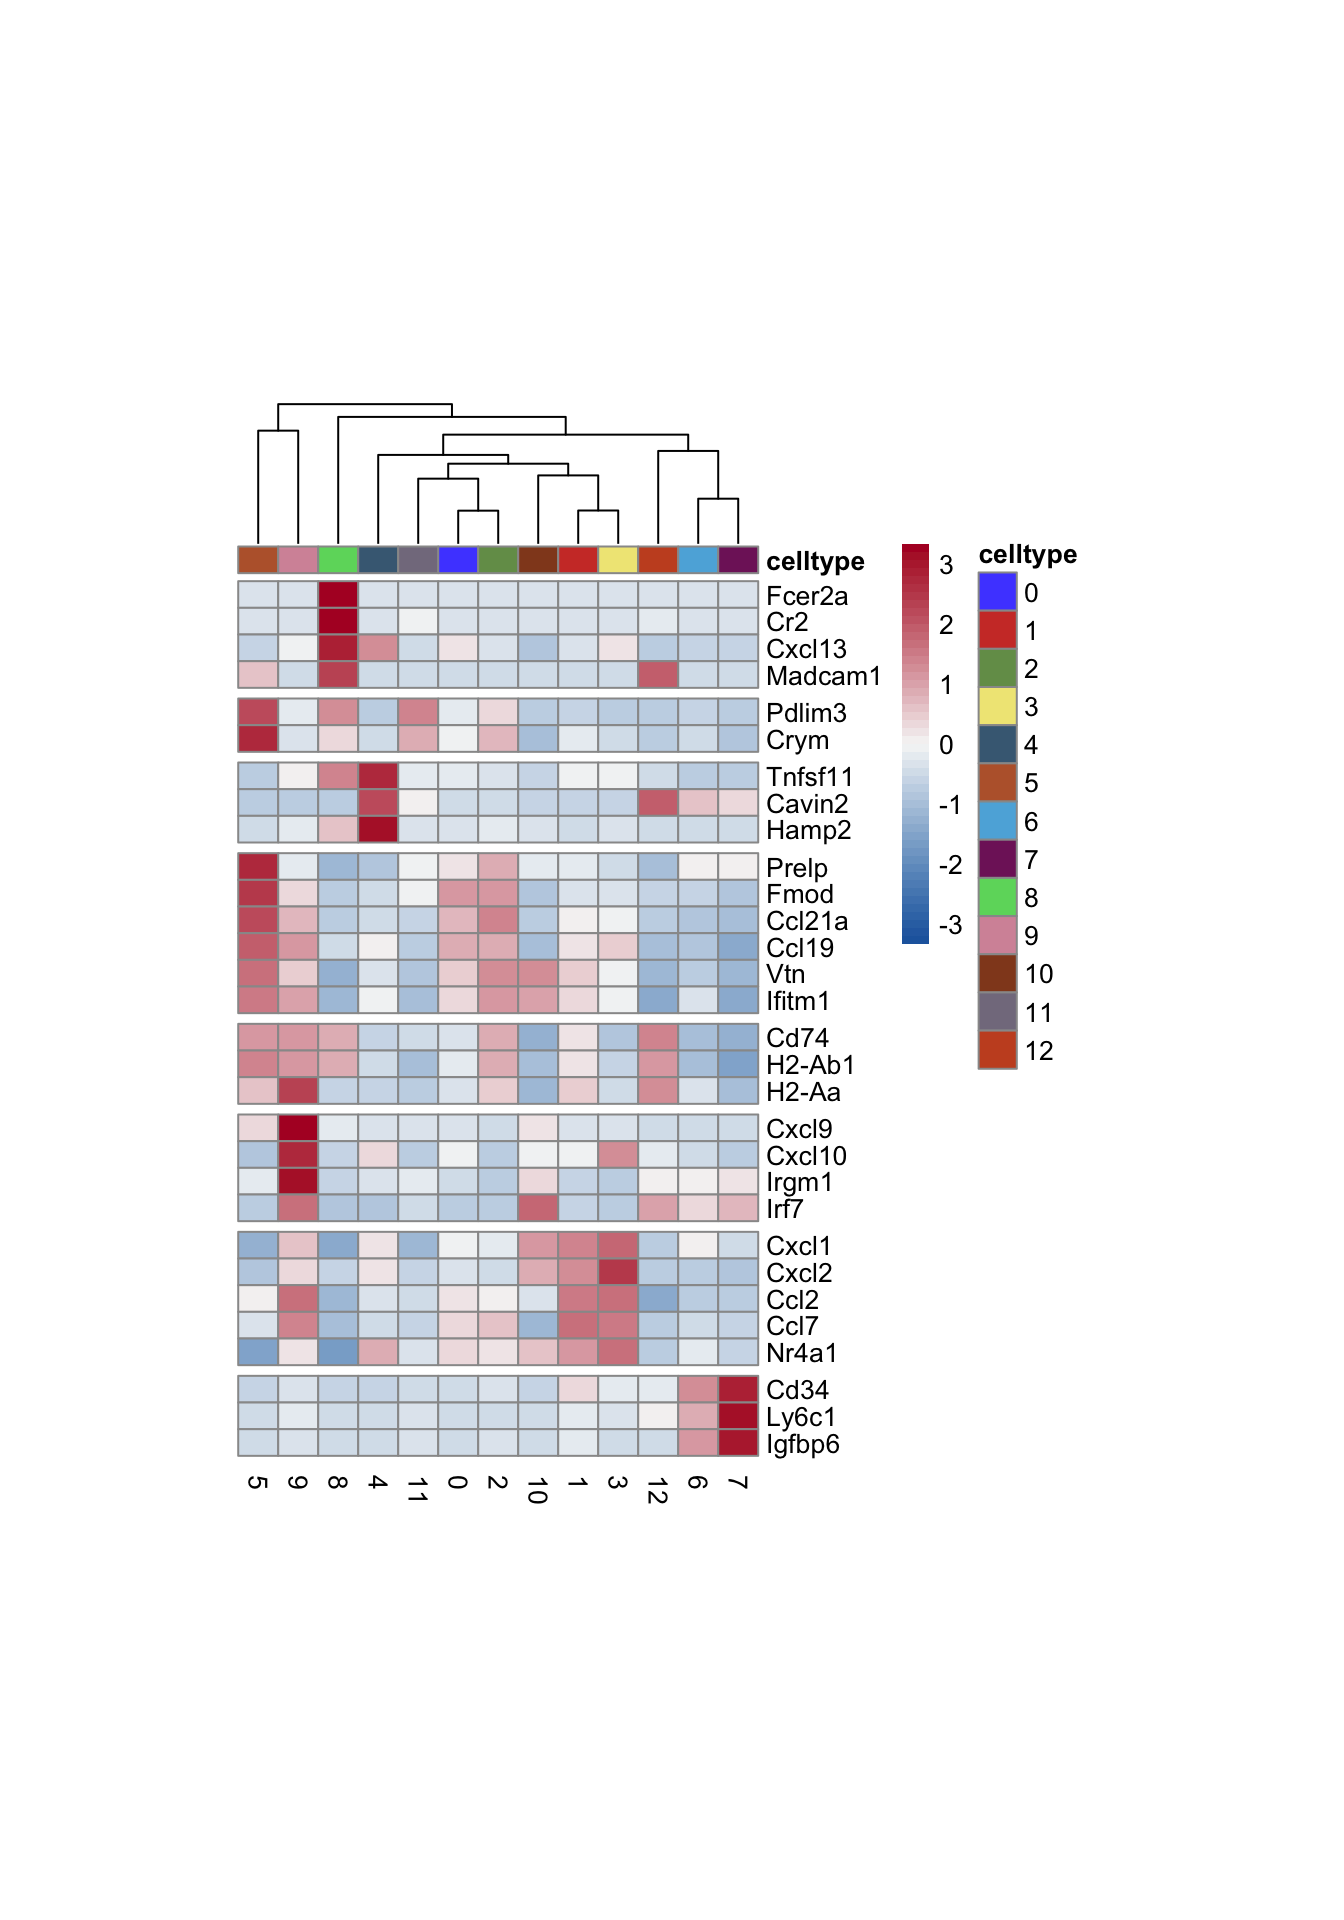 celltype
Fcer2a
Cr2
Cxcl13
Madcam1
Pdlim3
Crym
Tnfsf11
Cavin2
Hamp2
Prelp
Fmod
Ccl21a
Ccl19
Vtn
Ifitm1
Cd74
H2-Ab1
H2-Aa
Cxcl9
Cxcl10
Irgm1
Irf7
Cxcl1
Cxcl2
Ccl2
Ccl7
Nr4a1
Cd34
Ly6c1
Igfbp6
5 9 8 4 11 0 2 10 1 3 12 6 7
3
2
1
0
-1
-2
-3
celltype
0
1
2
3
4
5
6
7
8
9
10
11
12